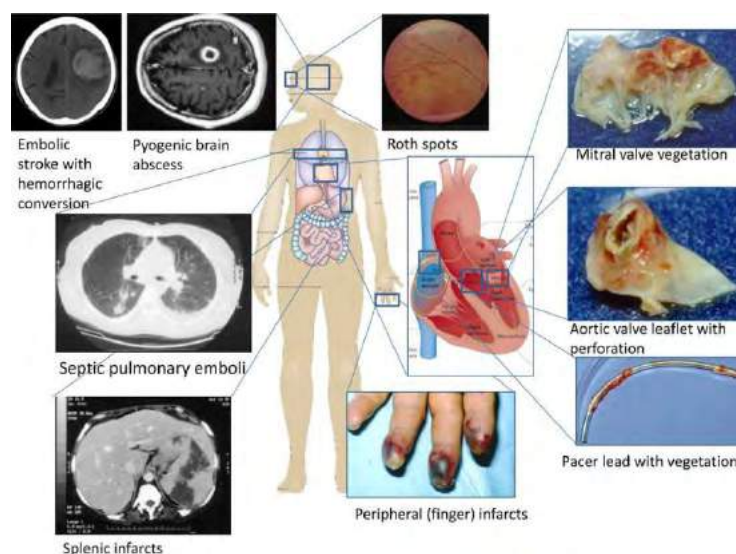 Embolic
stroke with
hemorrhagic
conversion
Pyogenic brain
abscess
Roth spots
Mitral valve vegetation
Septic pulmonary emboli
Aortic valve leaflet with
perforation
Pacer lead with vegetation
Peripheral (finger) infarcts
Splenic infarcts